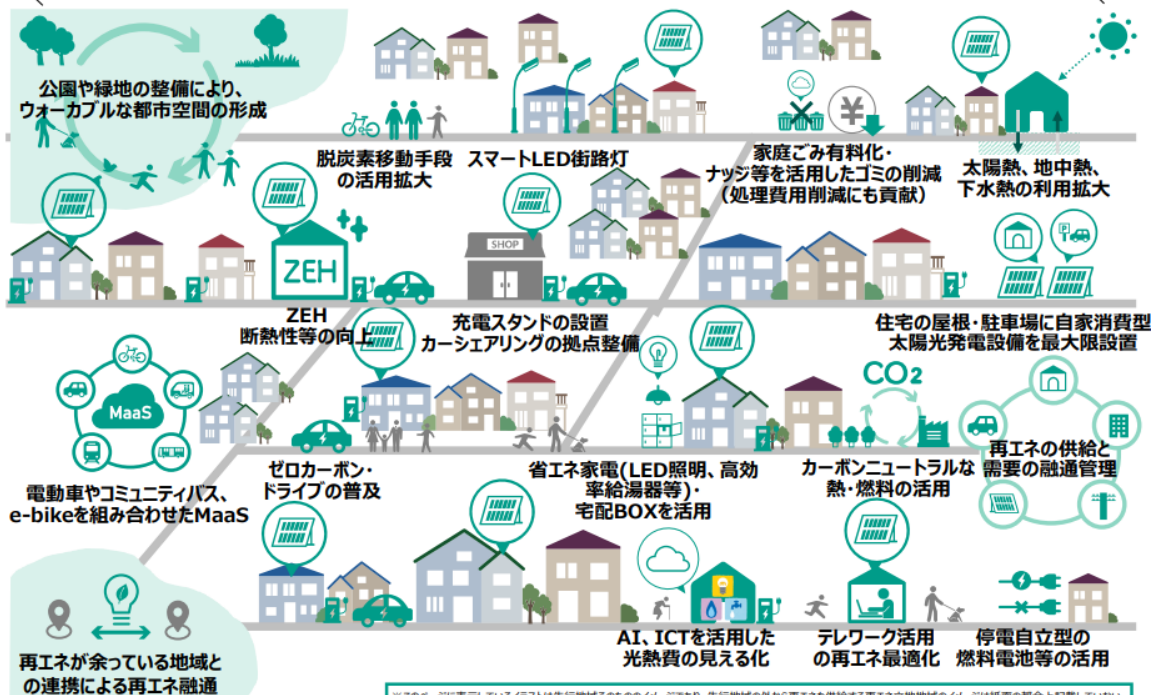 公園や緑地の整備により、
ウォーカブルな都市空間の形成
脱炭素移動手段
の活用拡大
スマートLED街路灯
¥
家庭ごみ有料化・
ナッジ等を活用したゴミの削減
（処理費用削減にも貢献）
太陽熱、地中熱、
下水熱の利用拡大
ZEH
SHOP
P
ZEH
断熱性等の向上
充電スタンドの設置
カーシェアリングの拠点整備
住宅の屋根・駐車場に自家消費型
太陽光発電設備を最大限設置
MaaS
CO2
電動車やコミュニティバス、
e-bikeを組み合わせたMaaS
ゼロカーボン・
ドライブの普及
省エネ家電(LED照明、高効
率給湯器等)・
宅配BOXを活用
カーボンニュートラルな
熱・燃料の活用
再エネの供給と
需要の融通管理
再エネが余っている地域と
の連携による再エネ融通
AI、ICTを活用した
光熱費の見える化
テレワーク活用
の再エネ最適化
停電自立型の
燃料電池等の活用